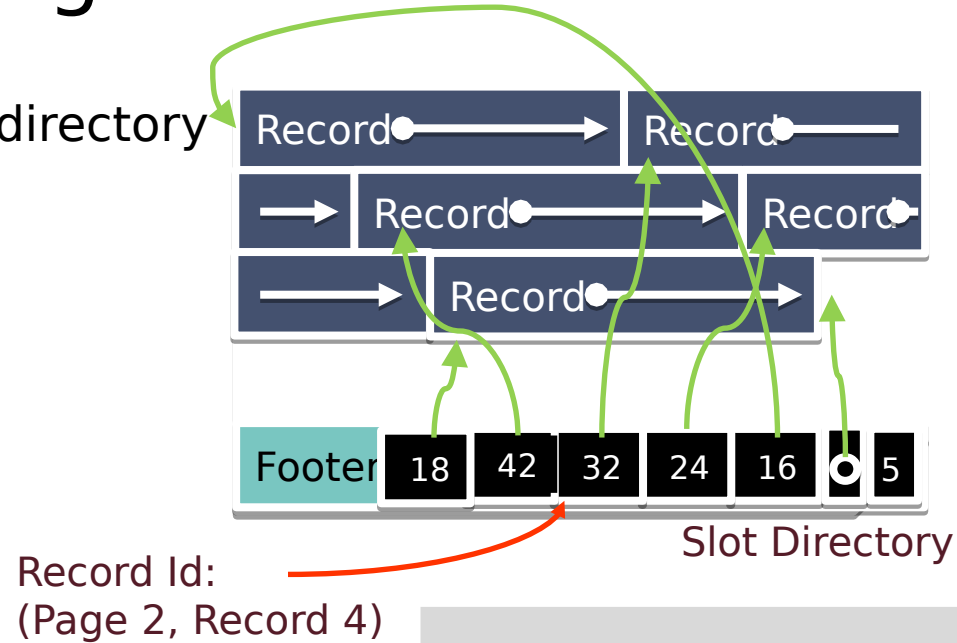 directory
Record Record
Record Record
Record
Footer 18 42 32 24 16 5
Slot Directory
Record Id:
(Page 2, Record 4)